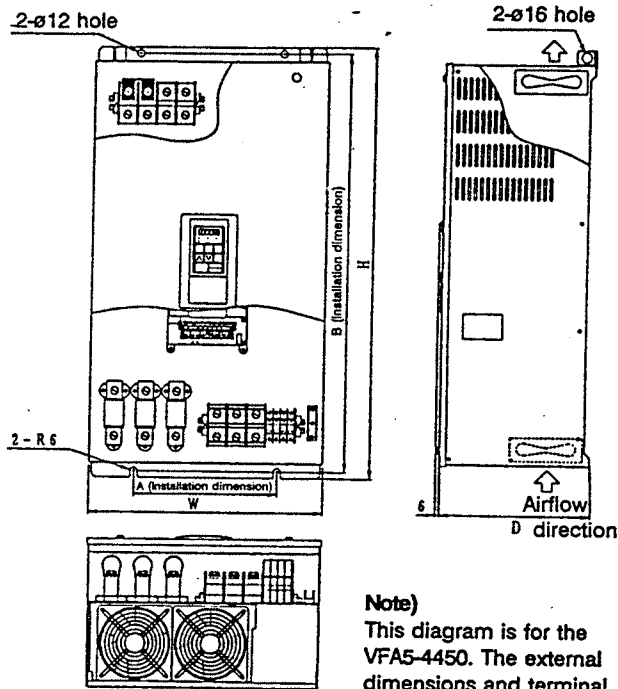 2-ø12 hole
2-ø16 hole
B (Installation dimension)
H
2-R6
A (Installation dimension)
W
6
Airflow
D direction
Note)
This diagram is for the
VFA5-4450. The external
dimensions and terminal